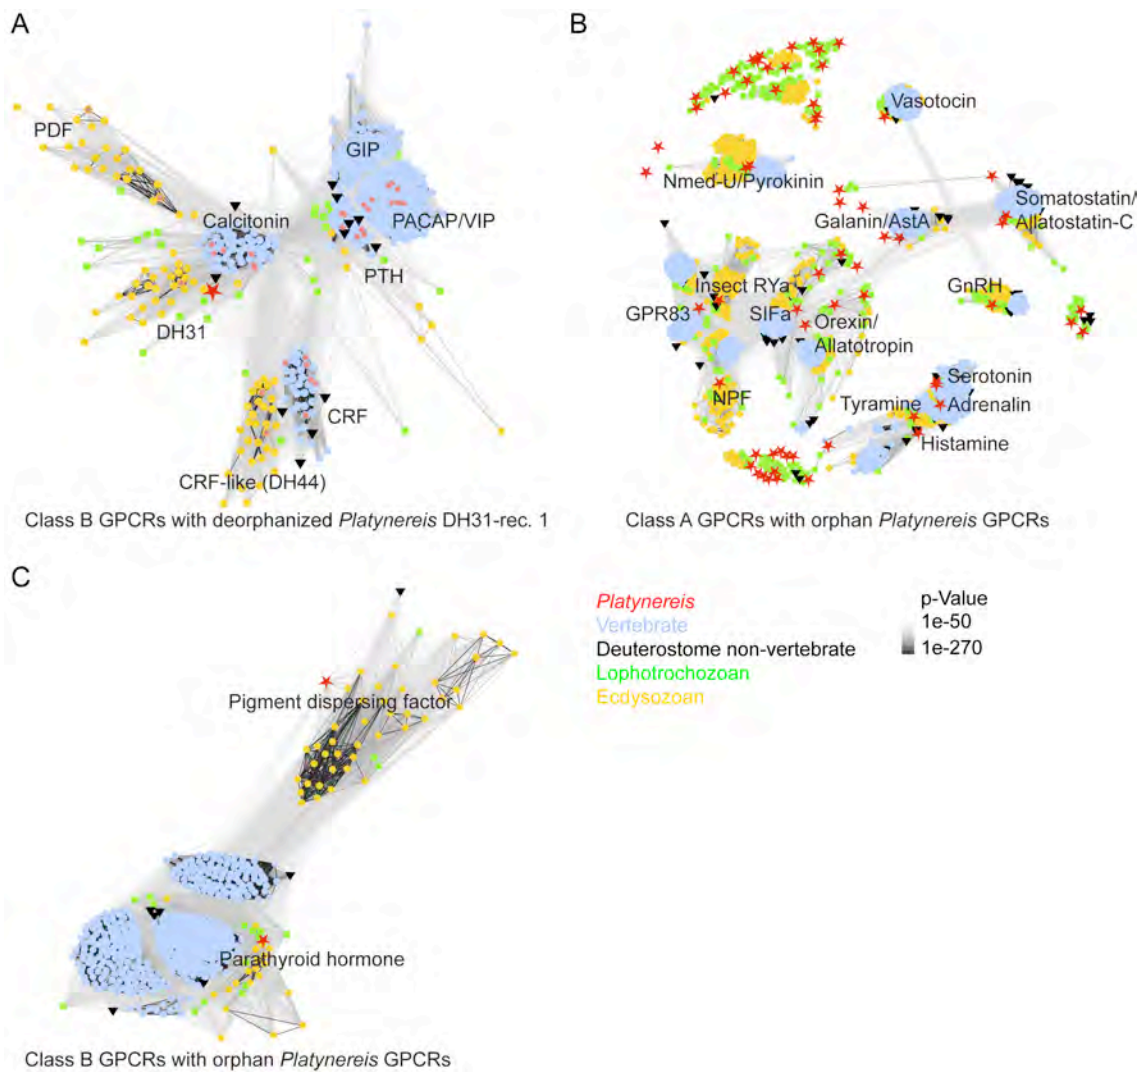 A
PDF
GIP
Calcitonin
PACAP/VIP
PTH
DH31
CRF
CRF-like (DH44)
Class B GPCRs with deorphanized Platynereis DH31-rec. 1
B
Vasotocin
Nmed-U/Pyrokinin
Somatostatin/
Galanin/AstA
Allatostatin-C
Insect RYa
GnRH
GPR83
SIFa
Orexin/
Allatotropin
NPF
Serotonin
Tyramine
Adrenalin
Histamine
Class A GPCRs with orphan Platynereis GPCRs
C
Pigment dispersing factor
Parathyroid hormone
Class B GPCRs with orphan Platynereis GPCRs
Platynereis
Vertebrate
Deuterostome non-vertebrate
Lophotrochozoan
Ecdysozoan
p-Value
1e-50
1e-270